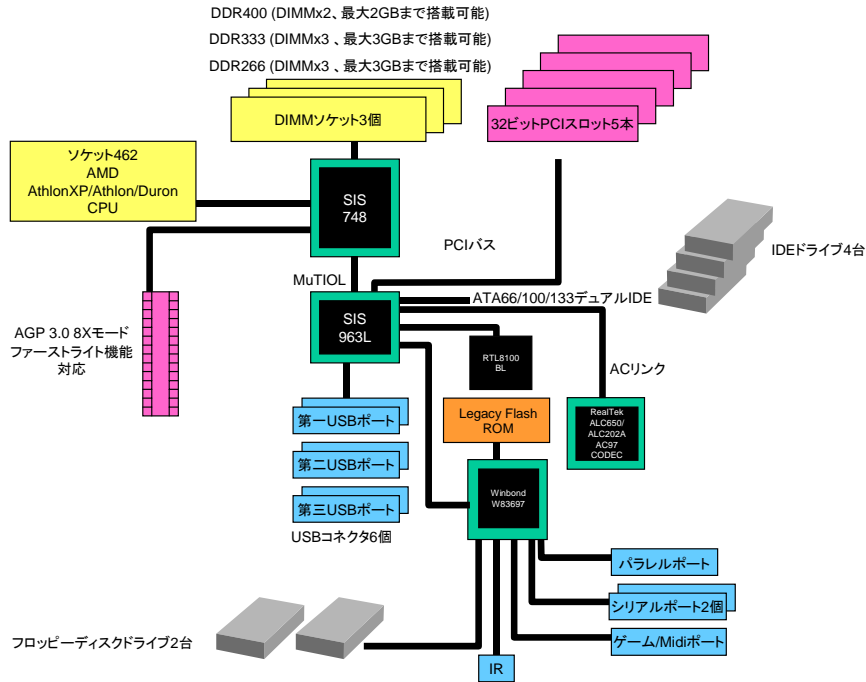 DDR400 (DIMMx2、最大2GBまで搭載可能)
DDR333 (DIMMx3 、最大3GBまで搭載可能)
DDR266 (DIMMx3 、最大3GBまで搭載可能)
DIMMソケット3個
32ビットPCIスロット5本
ソケット462
AMD
AthlonXP/Athlon/Duron
CPU
SIS
748
PCIバス
IDEドライブ4台
MuTIOL
ATA66/100/133デュアルIDE
SIS
963L
AGP 3.0 8Xモード
ファーストライト機能
対応
RTL8100
BL
ACリンク
第一USBポート
Legacy Flash
ROM
RealTek
ALC650/
ALC202A
AC97
CODEC
第二USBポート
第三USBポート
Winbond
W83697
USBコネクタ6個
パラレルポート
シリアルポート2個
ゲーム/Midiポート
フロッピーディスクドライブ2台
IR